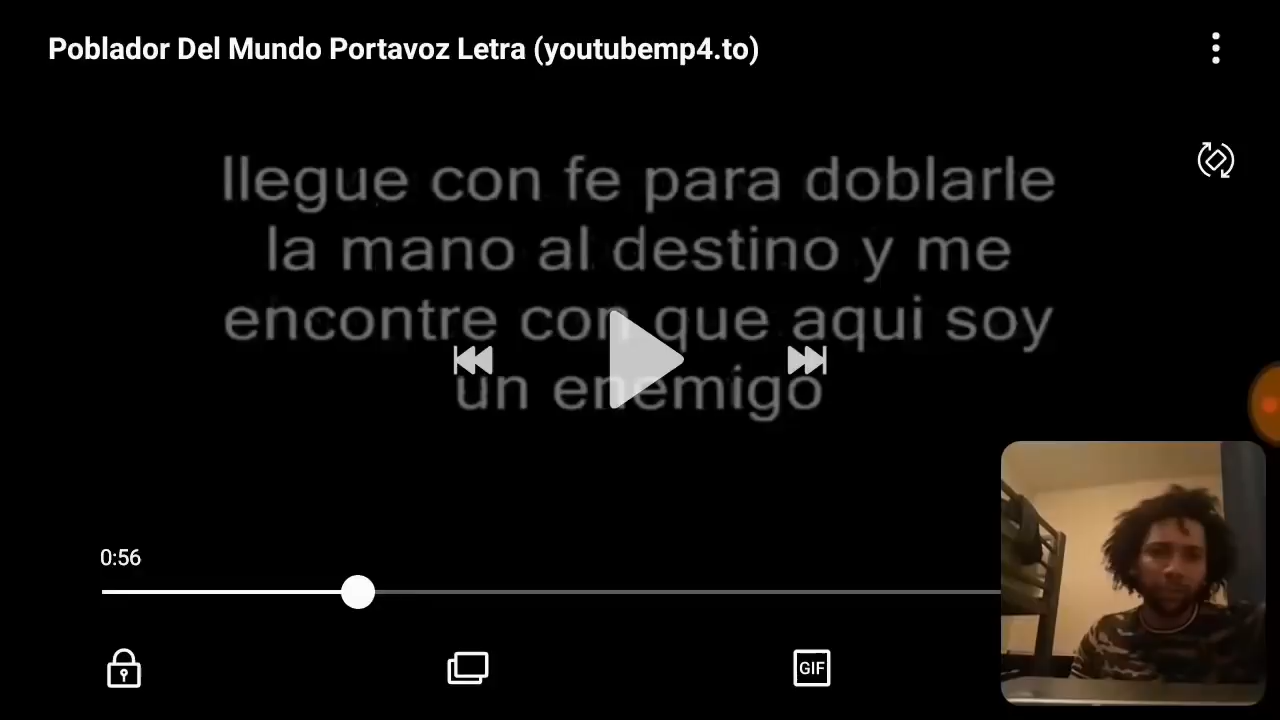 Poblador Del Mundo Portavoz Letra (youtubemp4.to)
llegue con fe para doblarle
la mano al destino y me
encontre con que aqui soy
un enemigo
0:56
GIF